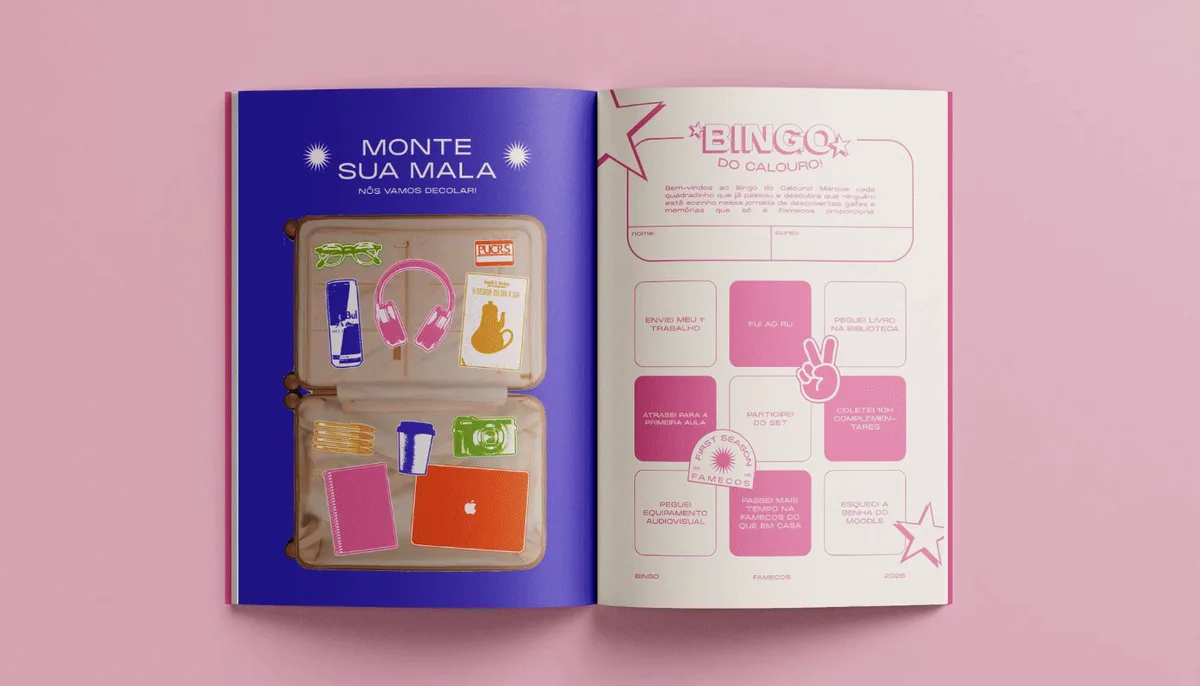 MONTE
SUA MALA
NÓS VAMOS DECOLAR!
PUCRS
BINGO
DO CALOURO!
Bem-vindos ao Bingo do Calouro! Marque cada
quadradinho que já passou e descubra que ninguém
está sozinho nessa jornada de descobertas, gafes e
memórias que só a Famecos proporciona.
nome:
curso:
ENVIEI MEU 1º
TRABALHO
FUI AO RU
PEGUEI LIVRO
NA BIBLIOTECA
ATRASEI PARA A
PRIMEIRA AULA
PARTICIPEI
DO SET
COLETEI 10H
COMPLEMEN-
TARES
FIRST SEASON
FAMECOS
PEGUEI
EQUIPAMENTO
AUDIOVISUAL
PASSEI MAIS
TEMPO NA
FAMECOS DO
QUE EM CASA
ESQUECI A
SENHA DO
MOODLE
BINGO
FAMECOS
2026